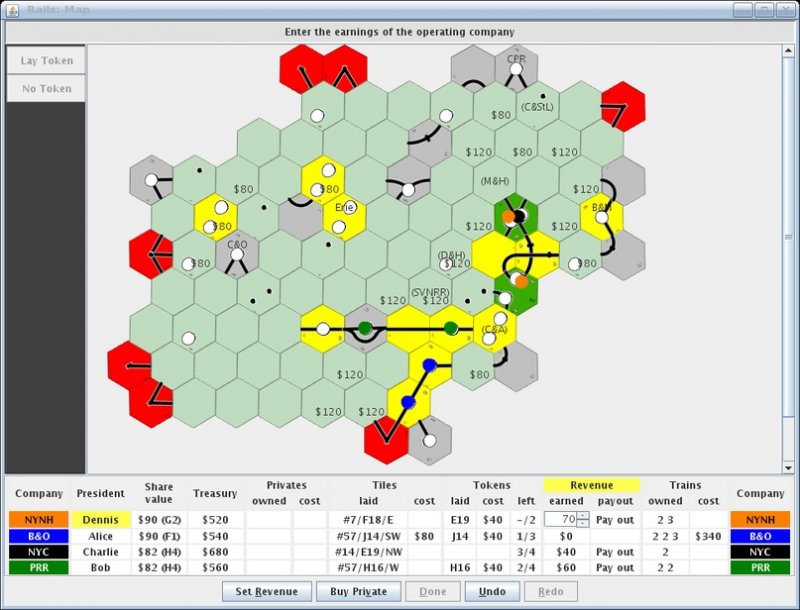 Rails: Map
Enter the earnings of the operating company
Lay Token
No Token
CPR
$80
(C&StL)
$120 $80 $120
(M&H)
$80 $80 $120
Erie B&M
$80 $120 $120
C&O (D&H)
$80 $120 $80
(SVNRR)
$120 $120
(C&A)
$120 $80
$120 $120
Company President Share value Treasury Privates owned cost Tiles laid cost Tokens laid cost left Revenue earned payout Trains owned cost Company
NYNH Dennis $90 (G2) $520 #7/F18/E E19 $40 -/2 70 Pay out 2 3 NYNH
B&O Alice $90 (F1) $540 #57/J14/SW $80 J14 $40 1/3 $0 2 2 3 $340 B&O
NYC Charlie $82 (H4) $680 #14/E19/NW 3/4 $40 Pay out 2 NYC
PRR Bob $82 (H4) $560 #57/H16/W H16 $40 2/4 $60 Pay out 2 2 PRR
Set Revenue Buy Private Done Undo Redo